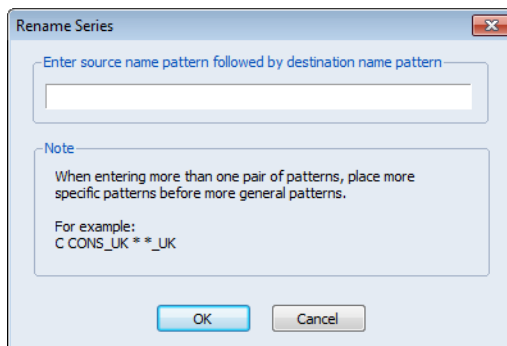 Rename Series
Enter source name pattern followed by destination name pattern
Note
When entering more than one pair of patterns, place more
specific patterns before more general patterns.
For example:
C CONS_UK * *_UK
OK
Cancel